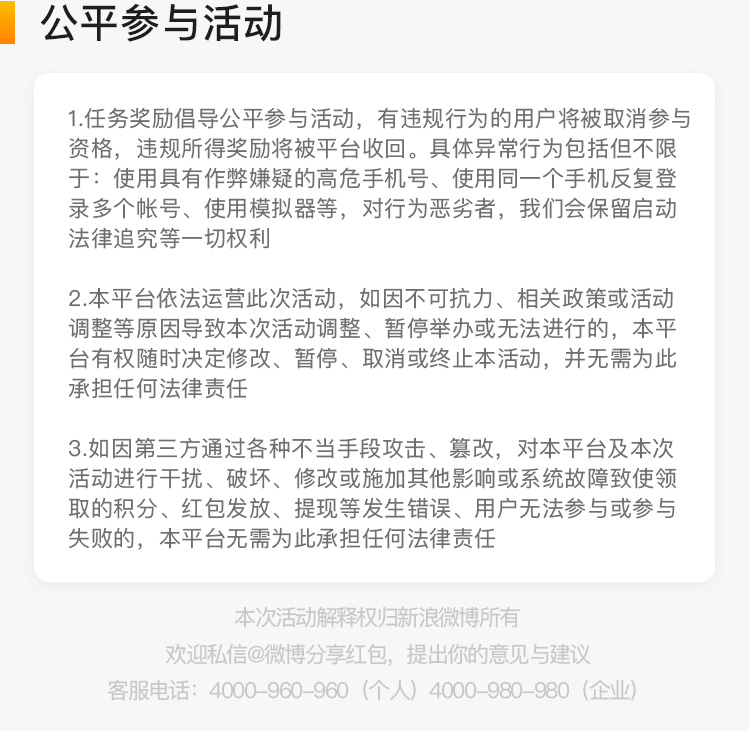 公平参与活动
1.任务奖励倡导公平参与活动，有违规行为的用户将被取消参与
资格，违规所得奖励将被平台收回。具体异常行为包括但不限
于：使用具有作弊嫌疑的高危手机号、使用同一个手机反复登
录多个帐号、使用模拟器等，对行为恶劣者，我们会保留启动
法律追究等一切权利
2.本平台依法运营此次活动，如因不可抗力、相关政策或活动
调整等原因导致本次活动调整、暂停举办或无法进行的，本平
台有权随时决定修改、暂停、取消或终止本活动，并无需为此
承担任何法律责任
3.如因第三方通过各种不当手段攻击、篡改，对本平台及本次
活动进行干扰、破坏、修改或施加其他影响或系统故障致使领
取的积分、红包发放、提现等发生错误、用户无法参与或参与
失败的，本平台无需为此承担任何法律责任
本次活动解释权归新浪微博所有
欢迎私信@微博分享红包，提出你的意见与建议
客服电话：4000-960-960（个人）4000-980-980（企业）